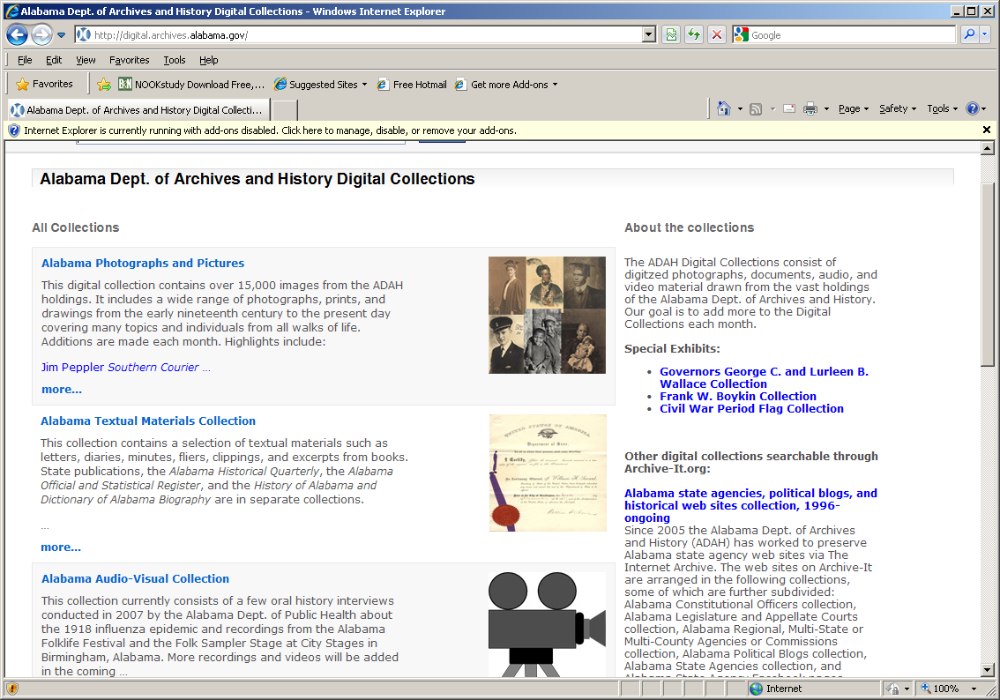 Alabama Dept. of Archives and History Digital Collections - Windows Internet Explorer
http://digital.archives.alabama.gov/
Google
File Edit View Favorites Tools Help
Favorites
B&N NOOKstudy Download Free,...
Suggested Sites
Free Hotmail
Get more Add-ons
Alabama Dept. of Archives and History Digital Collecti...
Page Safety Tools
Internet Explorer is currently running with add-ons disabled. Click here to manage, disable, or remove your add-ons.
Alabama Dept. of Archives and History Digital Collections
All Collections
Alabama Photographs and Pictures
This digital collection contains over 15,000 images from the ADAH
holdings. It includes a wide range of photographs, prints, and
drawings from the early nineteenth century to the present day
covering many topics and individuals from all walks of life.
Additions are made each month. Highlights include:
Jim Peppler Southern Courier ...
more...
Alabama Textual Materials Collection
This collection contains a selection of textual materials such as
letters, diaries, minutes, fliers, clippings, and excerpts from books.
State publications, the Alabama Historical Quarterly, the Alabama
Official and Statistical Register, and the History of Alabama and
Dictionary of Alabama Biography are in separate collections.
...
more...
UNITED STATES OF AMERICA
Department of State
Alabama Audio-Visual Collection
This collection currently consists of a few oral history interviews
conducted in 2007 by the Alabama Dept. of Public Health about
the 1918 influenza epidemic and recordings from the Alabama
Folklife Festival and the Folk Sampler Stage at City Stages in
Birmingham, Alabama. More recordings and videos will be added
in the coming ...
About the collections
The ADAH Digital Collections consist of
digitzed photographs, documents, audio, and
video material drawn from the vast holdings
of the Alabama Dept. of Archives and History.
Our goal is to add more to the Digital
Collections each month.
Special Exhibits:
• Governors George C. and Lurleen B.
Wallace Collection
• Frank W. Boykin Collection
• Civil War Period Flag Collection
Other digital collections searchable through
Archive-It.org:
Alabama state agencies, political blogs, and
historical web sites collection, 1996-
ongoing
Since 2005 the Alabama Dept. of Archives
and History (ADAH) has worked to preserve
Alabama state agency web sites via The
Internet Archive. The web sites on Archive-It
are arranged in the following collections,
some of which are further subdivided:
Alabama Constitutional Officers collection,
Alabama Legislature and Appellate Courts
collection, Alabama Regional, Multi-State or
Multi-County Agencies or Commissions
collection, Alabama Political Blogs collection,
Alabama State Agencies collection, and
Alabama State Agency Facebook pages
Internet
100%